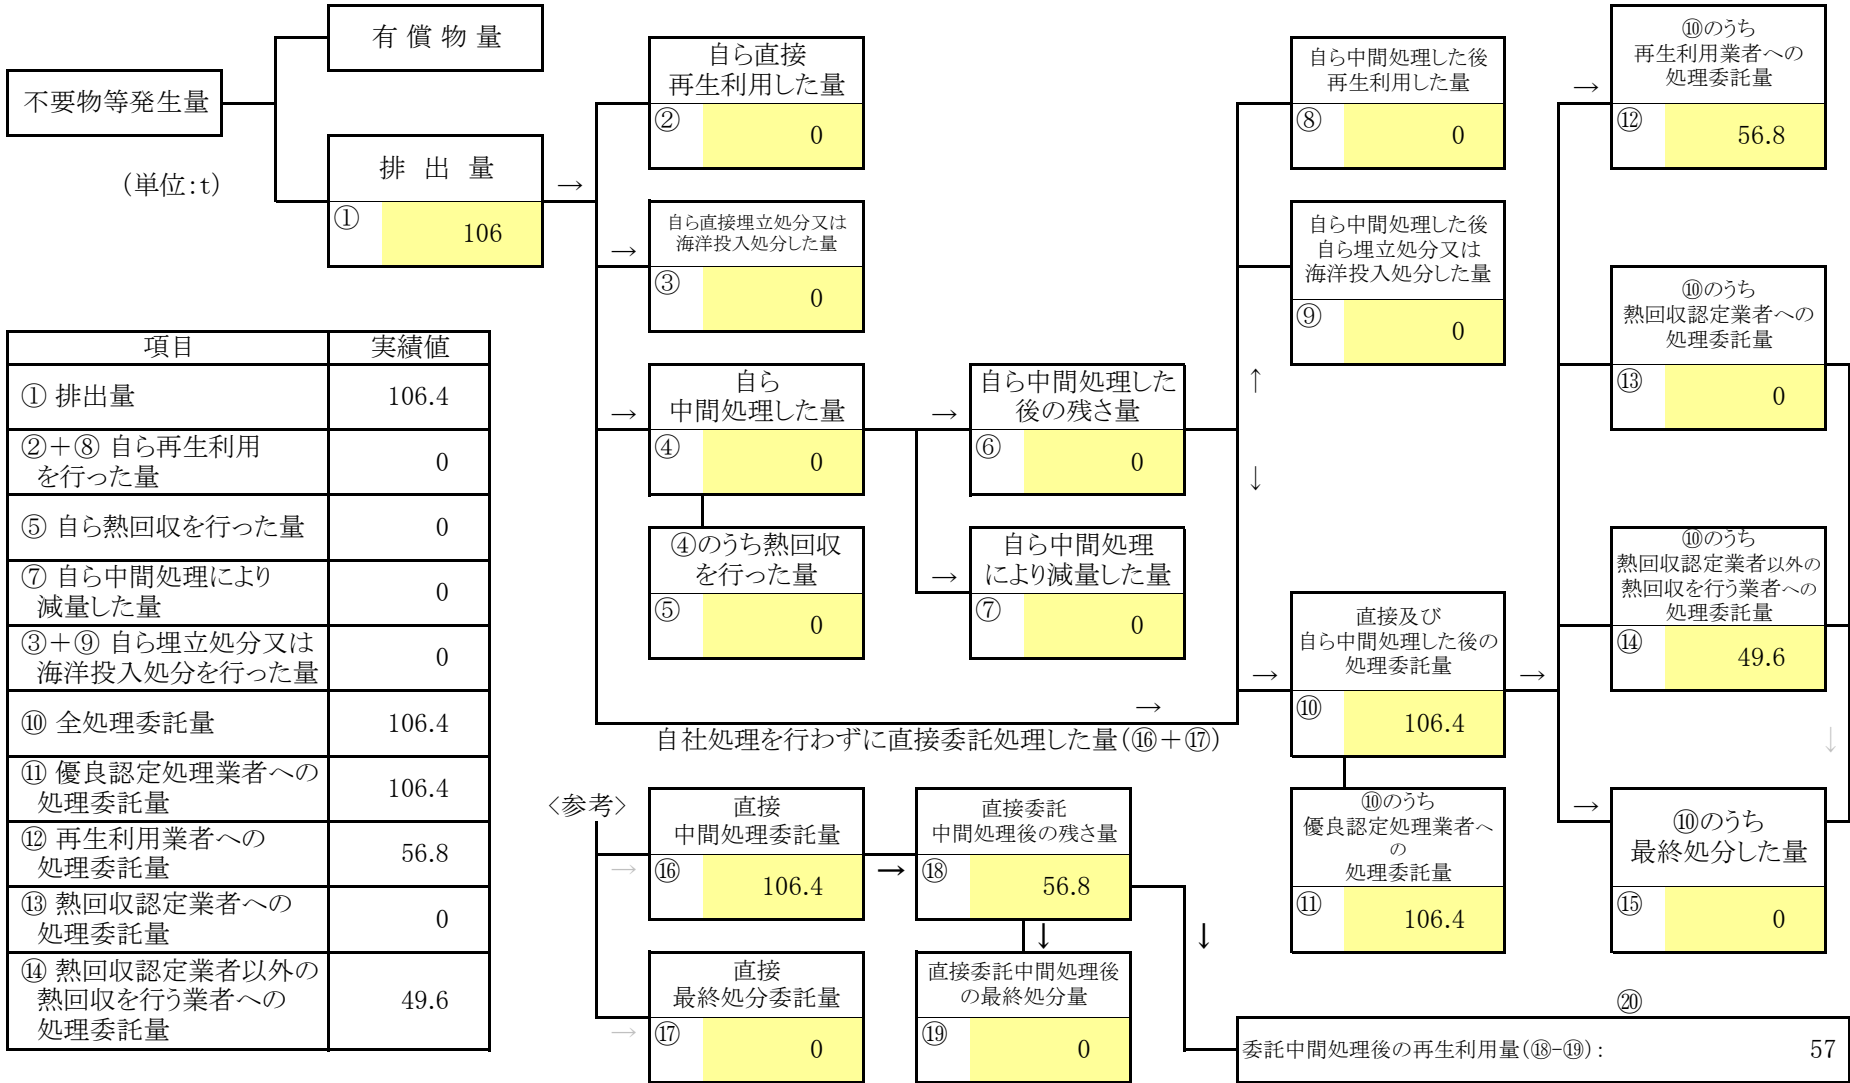 有 償 物 量
不要物等発生量
(単位:t)
排 出 量
①
106
→
自ら直接
再生利用した量
②
0
→
自ら直接埋立処分又は
海洋投入処分した量
③
0
→
自ら
中間処理した量
④
0
④のうち熱回収
を行った量
⑤
0
→
自ら中間処理した
後の残さ量
⑥
0
→
自ら中間処理
により減量した量
⑦
0
↑
↓
自ら中間処理した後
再生利用した量
⑧
0
自ら中間処理した後
自ら埋立処分又は
海洋投入処分した量
⑨
0
→
自社処理を行わずに直接委託処理した量(⑯+⑰)
→
直接及び
自ら中間処理した後の
処理委託量
⑩
106.4
⑩のうち
優良認定処理業者へ
の
処理委託量
⑪
106.4
→
→
⑩のうち
再生利用業者への
処理委託量
⑫
56.8
⑩のうち
熱回収認定業者への
処理委託量
⑬
0
⑩のうち
熱回収認定業者以外の
熱回収を行う業者への
処理委託量
⑭
49.6
↓
→
⑩のうち
最終処分した量
⑮
0
項目 実績値
① 排出量 106.4
②+⑧ 自ら再生利用
を行った量 0
⑤ 自ら熱回収を行った量 0
⑦ 自ら中間処理により
減量した量 0
③+⑨ 自ら埋立処分又は
海洋投入処分を行った量 0
⑩ 全処理委託量 106.4
⑪ 優良認定処理業者への
処理委託量 106.4
⑫ 再生利用業者への
処理委託量 56.8
⑬ 熱回収認定業者への
処理委託量 0
⑭ 熱回収認定業者以外の
熱回収を行う業者への
処理委託量 49.6
〈参考〉
→
直接
中間処理委託量
⑯
106.4
→
直接委託
中間処理後の残さ量
⑱
56.8
↓
↓
→
直接
最終処分委託量
⑰
0
直接委託中間処理後
の最終処分量
⑲
0
⑳
委託中間処理後の再生利用量(⑱-⑲): 57